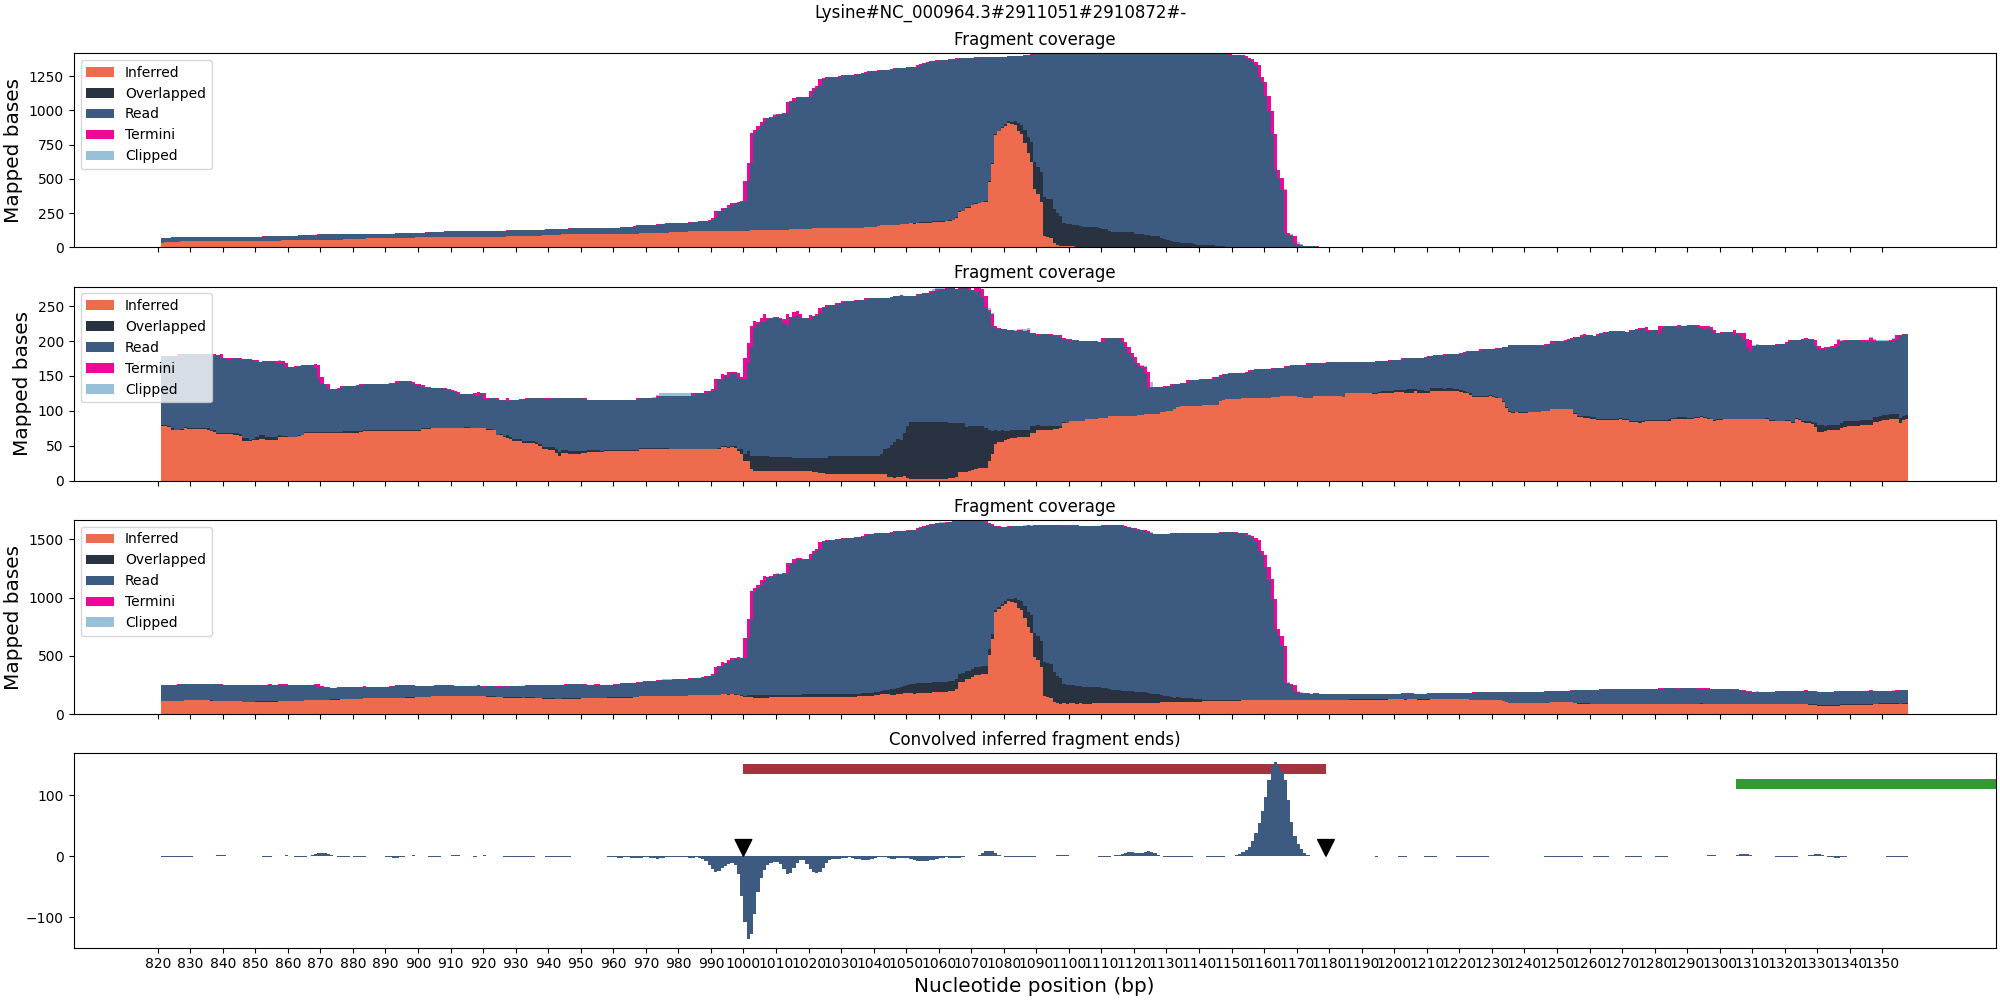 Lysine#NC_000964.3#2911051#2910872#-
Fragment coverage
Mapped bases
1250
1000
750
500
250
0
Inferred
Overlapped
Read
Termini
Clipped
Fragment coverage
Mapped bases
250
200
150
100
50
0
Inferred
Overlapped
Read
Termini
Clipped
Fragment coverage
Mapped bases
1500
1000
500
0
Inferred
Overlapped
Read
Termini
Clipped
Convolved inferred fragment ends)
100
0
−100
820 830 840 850 860 870 880 890 900 910 920 930 940 950 960 970 980 990 1000 1010 1020 1030 1040 1050 1060 1070 1080 1090 1100 1110 1120 1130 1140 1150 1160 1170 1180 1190 1200 1210 1220 1230 1240 1250 1260 1270 1280 1290 1300 1310 1320 1330 1340 1350
Nucleotide position (bp)